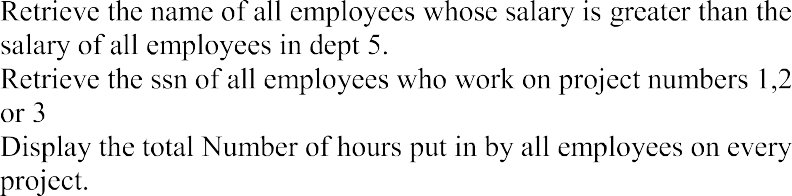 Retrieve the name of all employees whose salary is greater than the
salary of all employees in dept 5.
Retrieve the ssn of all employees who work on project numbers 1,2
or 3
Display the total Number of hours put in by all employees on every
project.